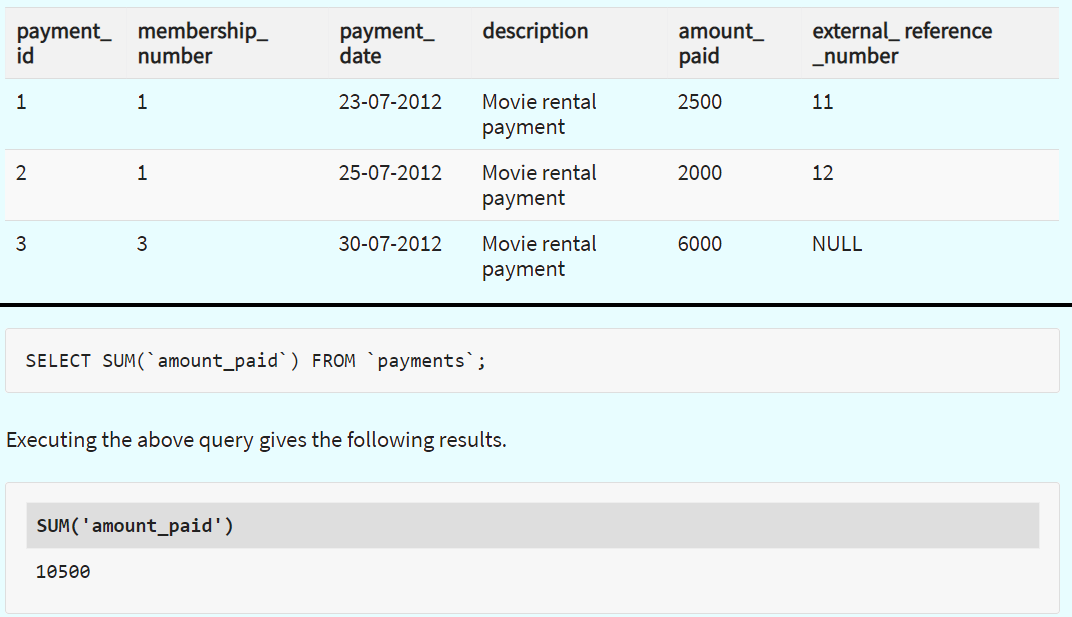 payment_ membership_ payment_ description amount_ external_ reference
id number date paid _number
1 1 23-07-2012 Movie rental 2500 11
payment
2 1 25-07-2012 Movie rental 2000 12
payment
3 3 30-07-2012 Movie rental 6000 NULL
payment
SELECT SUM(`amount_paid`) FROM `payments`;
Executing the above query gives the following results.
SUM('amount_paid')
10500